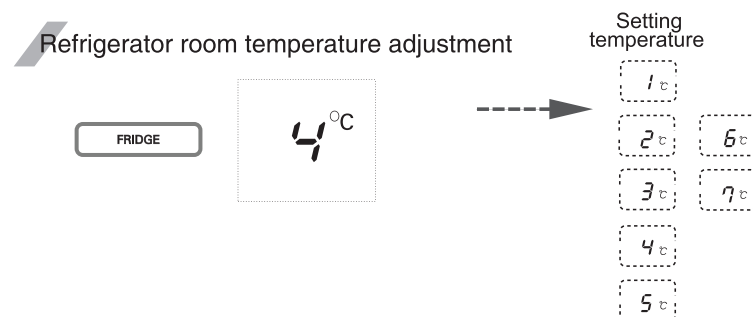 Refrigerator room temperature adjustment
Setting
temperature
FRIDGE
4 °C
1 ℃
2 ℃
3 ℃
4 ℃
5 ℃
6 ℃
7 ℃